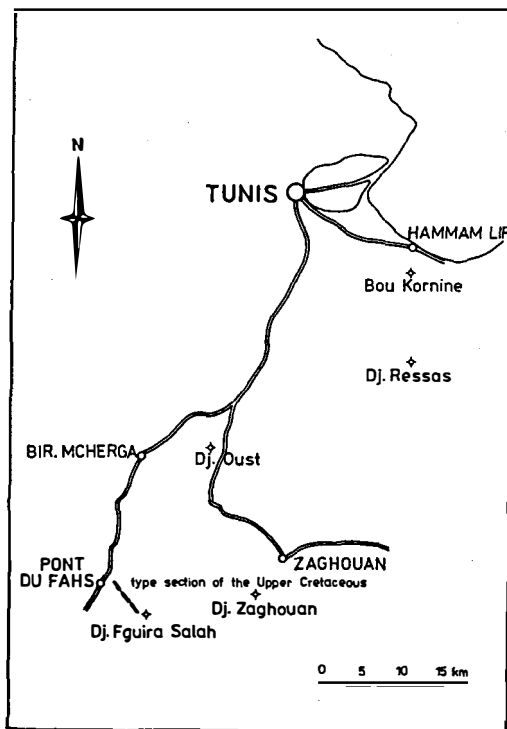 N
TUNIS
HAMMAM LIF
Bou Kornine
Dj. Ressas
BIR. MCHERGA
Dj. Oust
PONT
DU FAHS
ZAGHOUAN
type section of the Upper Cretaceous
Dj. Zaghouan
Dj. Fguira Salah
0 5 10 15 km